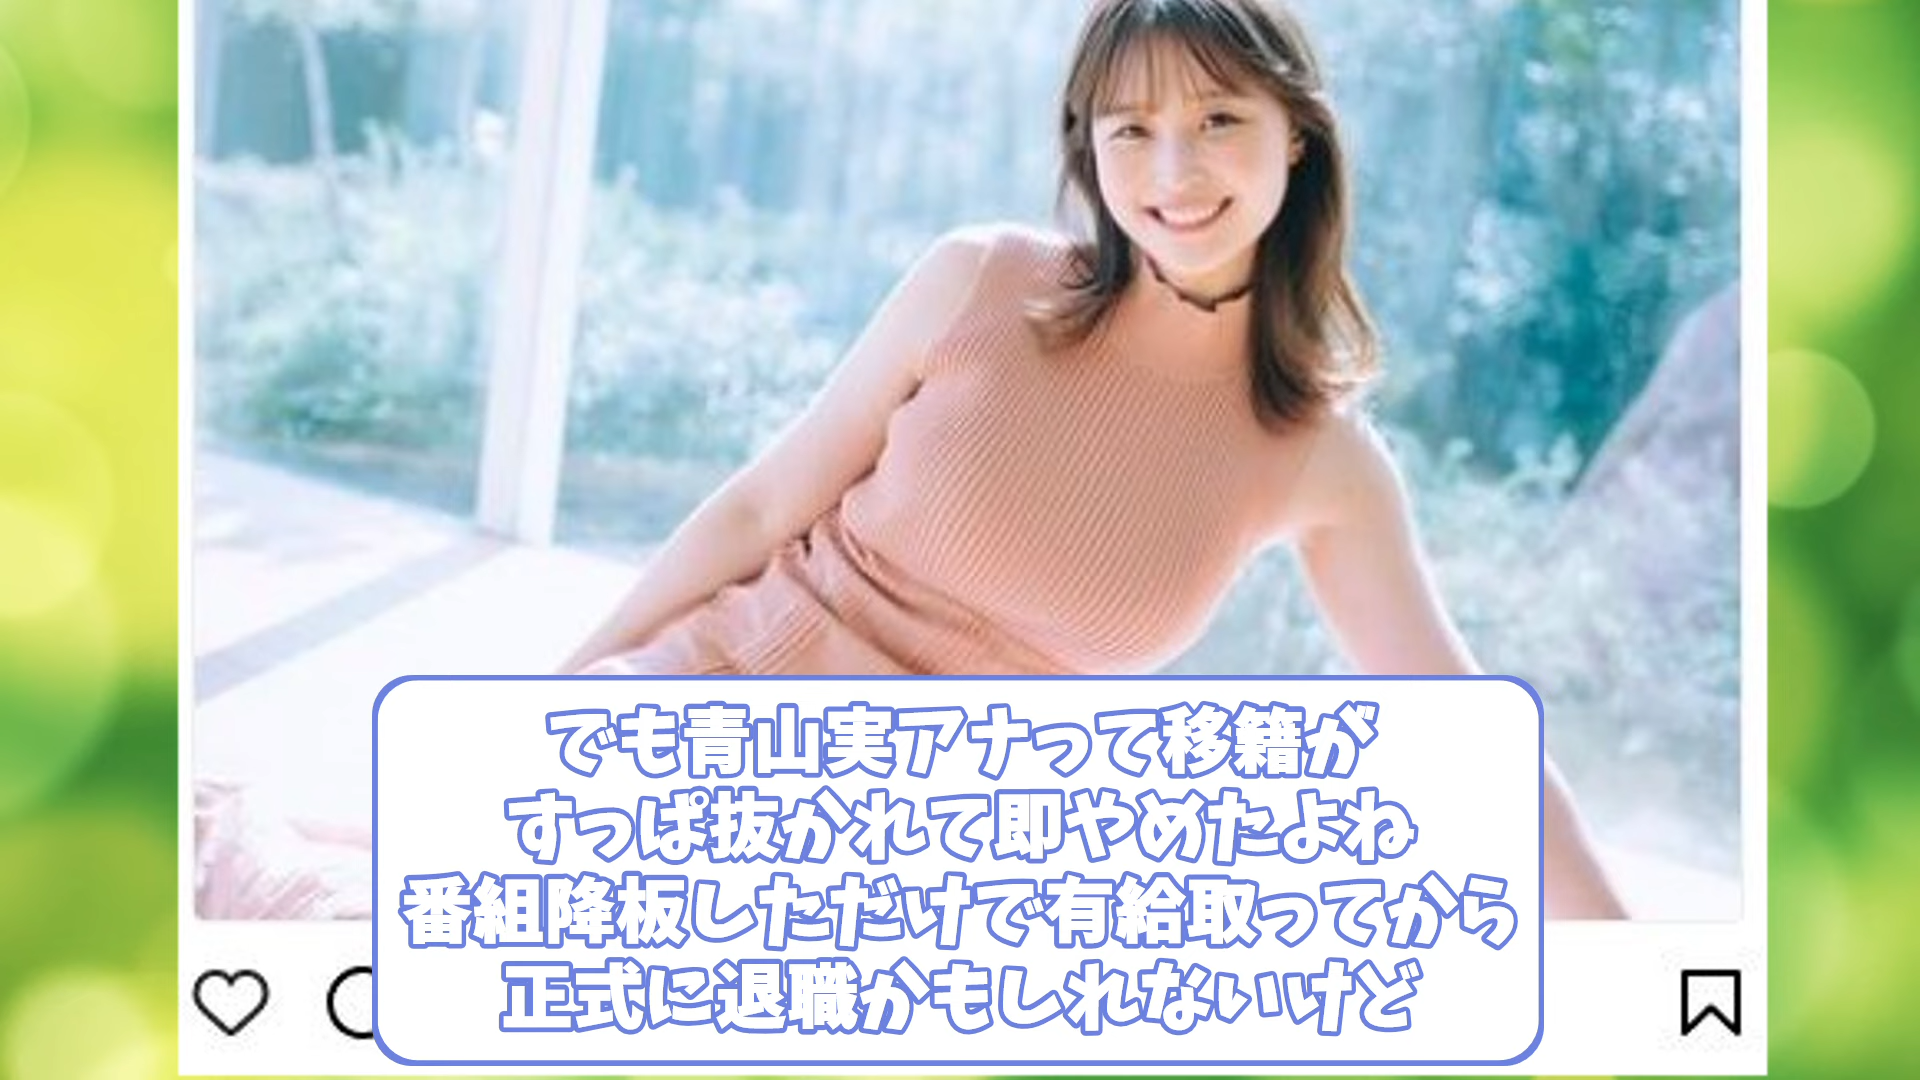 でも青山実アナって移籍が
すっぱ抜かれて即やめたよね
番組降板しただけで有給取ってから
正式に退職かもしれないけど